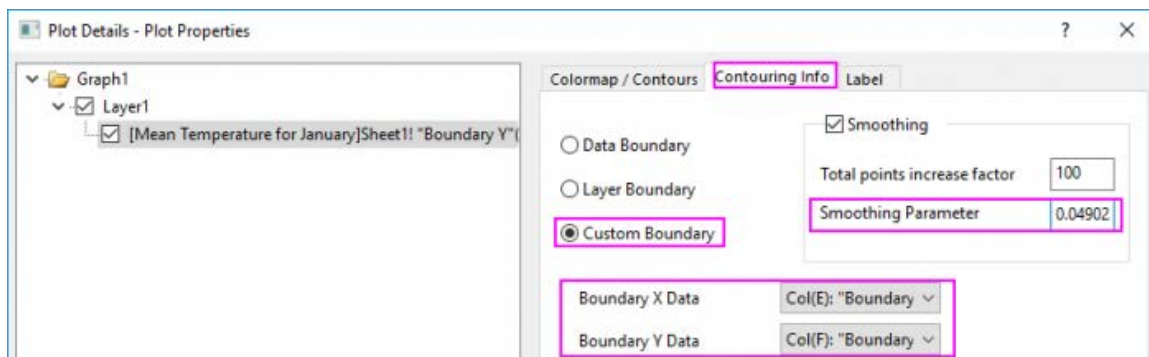 Plot Details - Plot Properties
? ×
Graph1
Layer1
[Mean Temperature for January]Sheet1! "Boundary Y"(
Colormap / Contours Contouring Info Label
Data Boundary
Layer Boundary
Custom Boundary
Smoothing
Total points increase factor 100
Smoothing Parameter 0.04902
Boundary X Data Col(E): "Boundary
Boundary Y Data Col(F): "Boundary